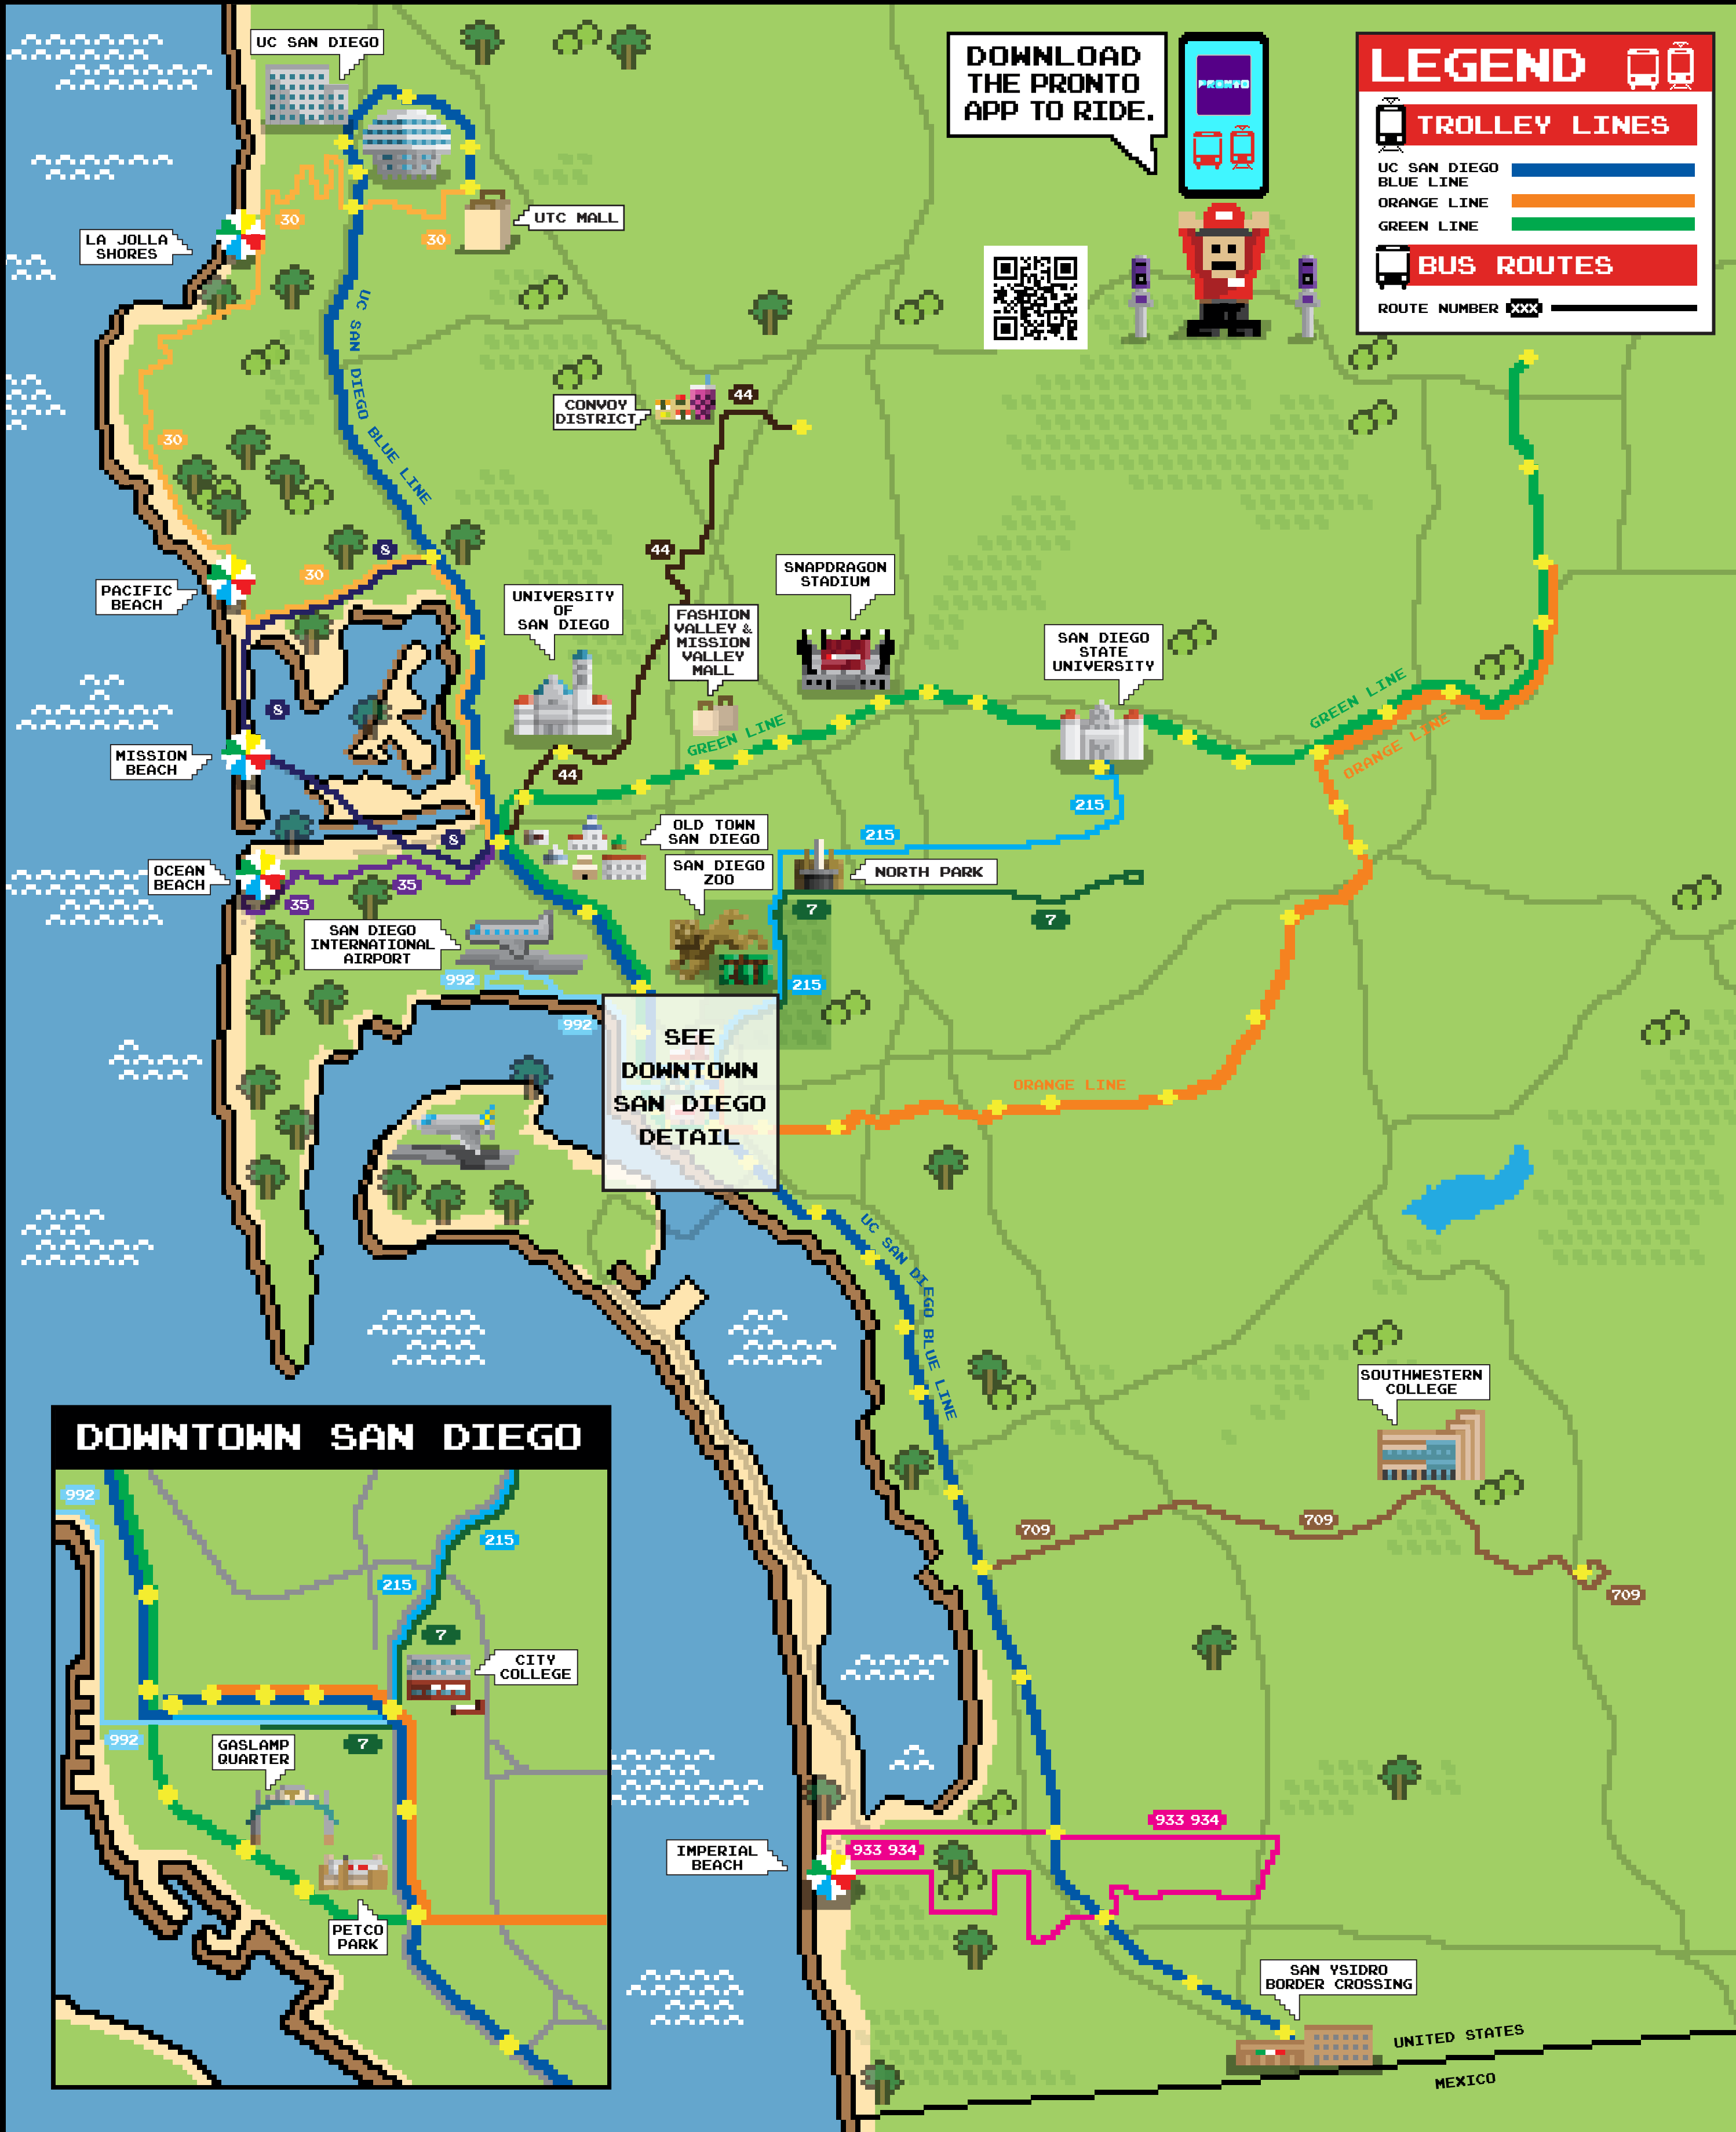 UC SAN DIEGO
DOWNLOAD
THE PRONTO
APP TO RIDE.
PRONTO
LEGEND
TROLLEY LINES
UC SAN DIEGO
BLUE LINE
ORANGE LINE
GREEN LINE
BUS ROUTES
ROUTE NUMBER XXX
30
UTC MALL
30
LA JOLLA
SHORES
UC SAN DIEGO BLUE LINE
44
CONVOY
DISTRICT
30
44
8
30
PACIFIC
BEACH
SNAPDRAGON
STADIUM
UNIVERSITY
OF
SAN DIEGO
FASHION
VALLEY &
MISSION
VALLEY
MALL
SAN DIEGO
STATE
UNIVERSITY
8
GREEN LINE
GREEN LINE
ORANGE LINE
MISSION
BEACH
44
215
215
OLD TOWN
SAN DIEGO
8
SAN DIEGO
ZOO
NORTH PARK
OCEAN
BEACH
35
35
7
7
SAN DIEGO
INTERNATIONAL
AIRPORT
992
215
992
SEE
DOWNTOWN
SAN DIEGO
DETAIL
ORANGE LINE
UC SAN DIEGO BLUE LINE
SOUTHWESTERN
COLLEGE
709
709
709
DOWNTOWN SAN DIEGO
992
215
215
7
CITY
COLLEGE
992
7
GASLAMP
QUARTER
PETCO
PARK
933 934
IMPERIAL
BEACH
933 934
SAN YSIDRO
BORDER CROSSING
UNITED STATES
MEXICO